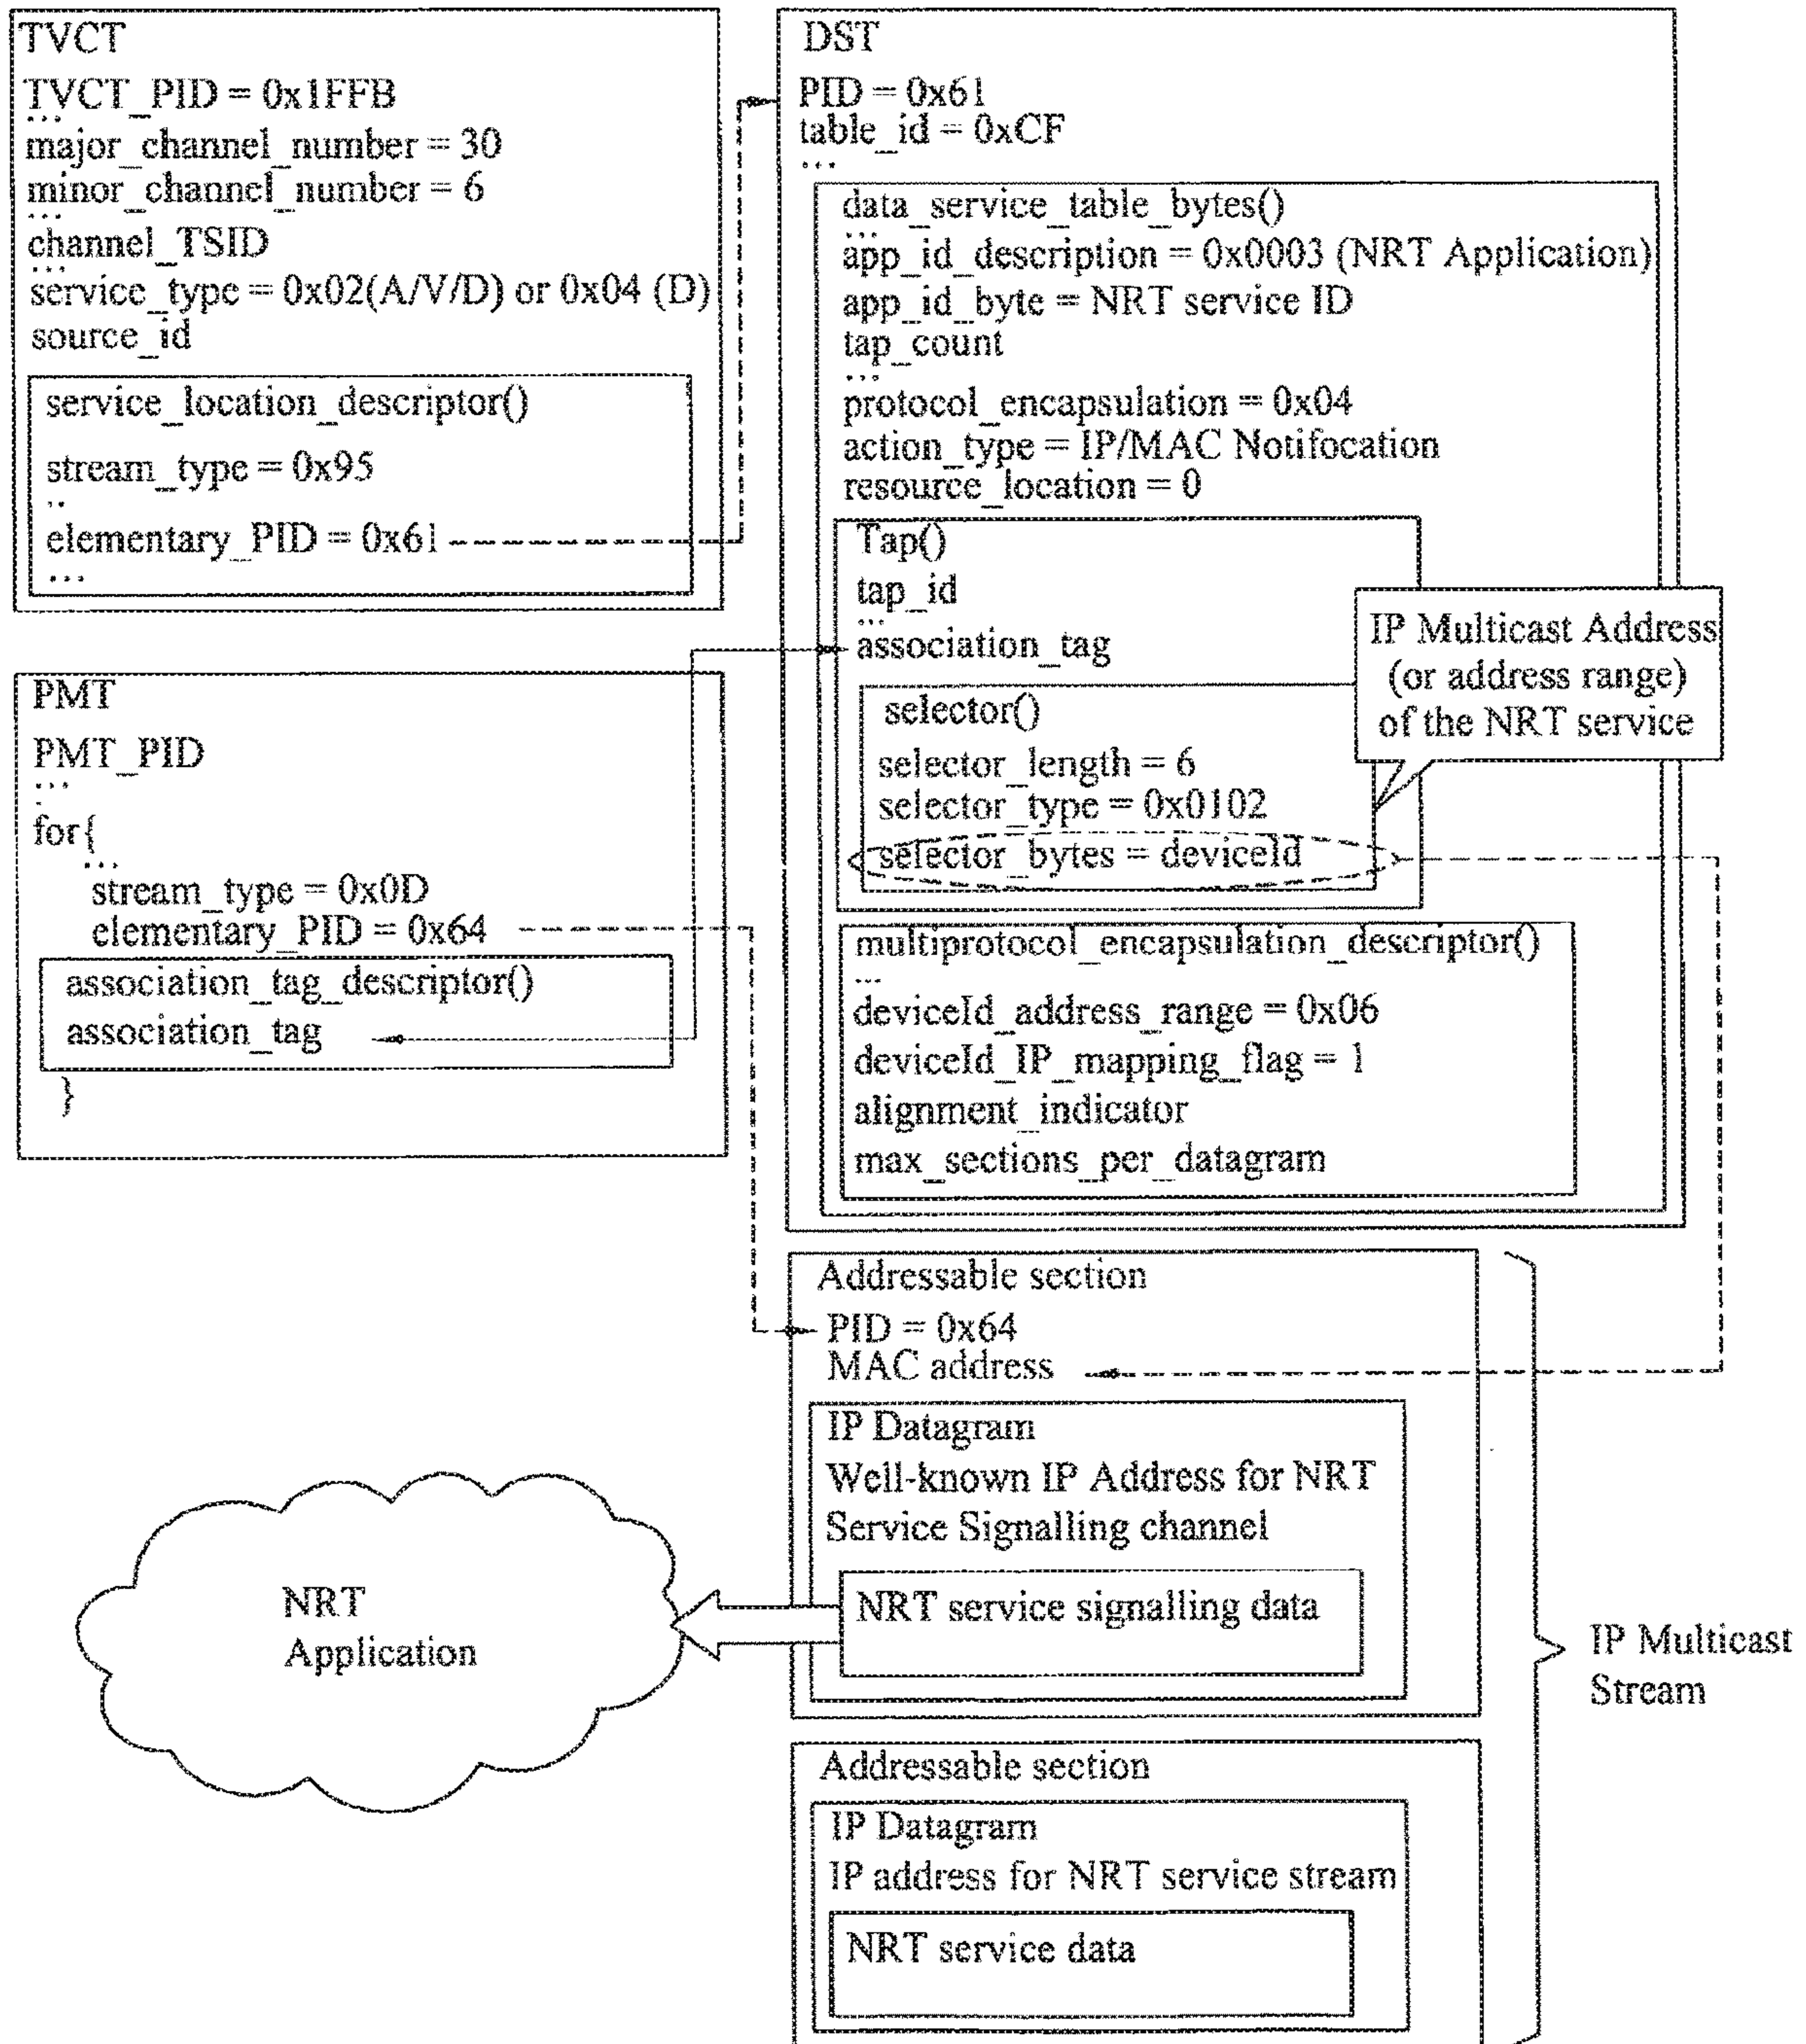 TVCT
TVCT_PID = 0x1FFB
...
major_channel_number = 30
minor_channel_number = 6
...
channel_TSID
...
service_type = 0x02(A/V/D) or 0x04 (D)
source_id
service_location_descriptor()
stream_type = 0x95
..
elementary_PID = 0x61
...
PMT
PMT_PID
...
:
for{
...
stream_type = 0x0D
elementary_PID = 0x64
association_tag_descriptor()
association_tag
}
DST
PID = 0x61
table_id = 0xCF
...
data_service_table_bytes()
...
app_id_description = 0x0003 (NRT Application)
app_id_byte = NRT service ID
tap_count
...
protocol_encapsulation = 0x04
action_type = IP/MAC Notifocation
resource_location = 0
Tap()
tap_id
...
association_tag
selector()
selector_length = 6
selector_type = 0x0102
selector_bytes = deviceId
IP Multicast Address
(or address range)
of the NRT service
multiprotocol_encapsulation_descriptor()
...
deviceId_address_range = 0x06
deviceId_IP_mapping_flag = 1
alignment_indicator
max_sections_per_datagram
Addressable section
PID = 0x64
MAC address
IP Datagram
Well-known IP Address for NRT
Service Signalling channel
NRT service signalling data
NRT
Application
IP Multicast
Stream
Addressable section
IP Datagram
IP address for NRT service stream
NRT service data